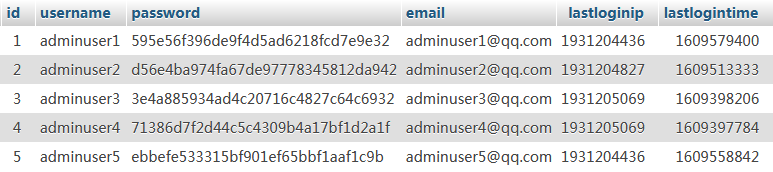 id username password email lastloginip lastlogintime
1 adminuser1 595e56f396de9f4d5ad6218fcd7e9e32 adminuser1@qq.com 1931204436 1609579400
2 adminuser2 d56e4ba974fa67de97778345812da942 adminuser2@qq.com 1931204827 1609513333
3 adminuser3 3e4a885934ad4c20716c4827c64c6932 adminuser3@qq.com 1931205069 1609398206
4 adminuser4 71386d7f2d44c5c4309b4a17bf1d2a1f adminuser4@qq.com 1931205069 1609397784
5 adminuser5 ebbefe533315bf901ef65bbf1aaf1c9b adminuser5@qq.com 1931204436 1609558842